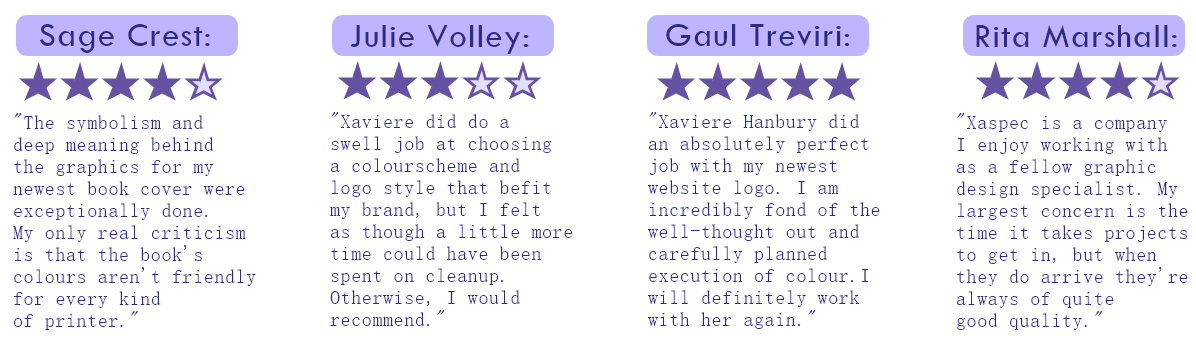 Sage Crest:
"The symbolism and
deep meaning behind
the graphics for my
newest book cover were
exceptionally done.
My only real criticism
is that the book's
colours aren't friendly
for every kind
of printer."
Julie Volley:
"Xaviere did do a
swell job at choosing
a colourscheme and
logo style that befit
my brand, but I felt
as though a little more
time could have been
spent on cleanup.
Otherwise, I would
recommend."
Gaul Treviri:
"Xaviere Hanbury did
an absolutely perfect
job with my newest
website logo. I am
incredibly fond of the
well-thought out and
carefully planned
execution of colour.I
will definitely work
with her again."
Rita Marshall:
"Xaspec is a company
I enjoy working with
as a fellow graphic
design specialist. My
largest concern is the
time it takes projects
to get in, but when
they do arrive they're
always of quite
good quality."